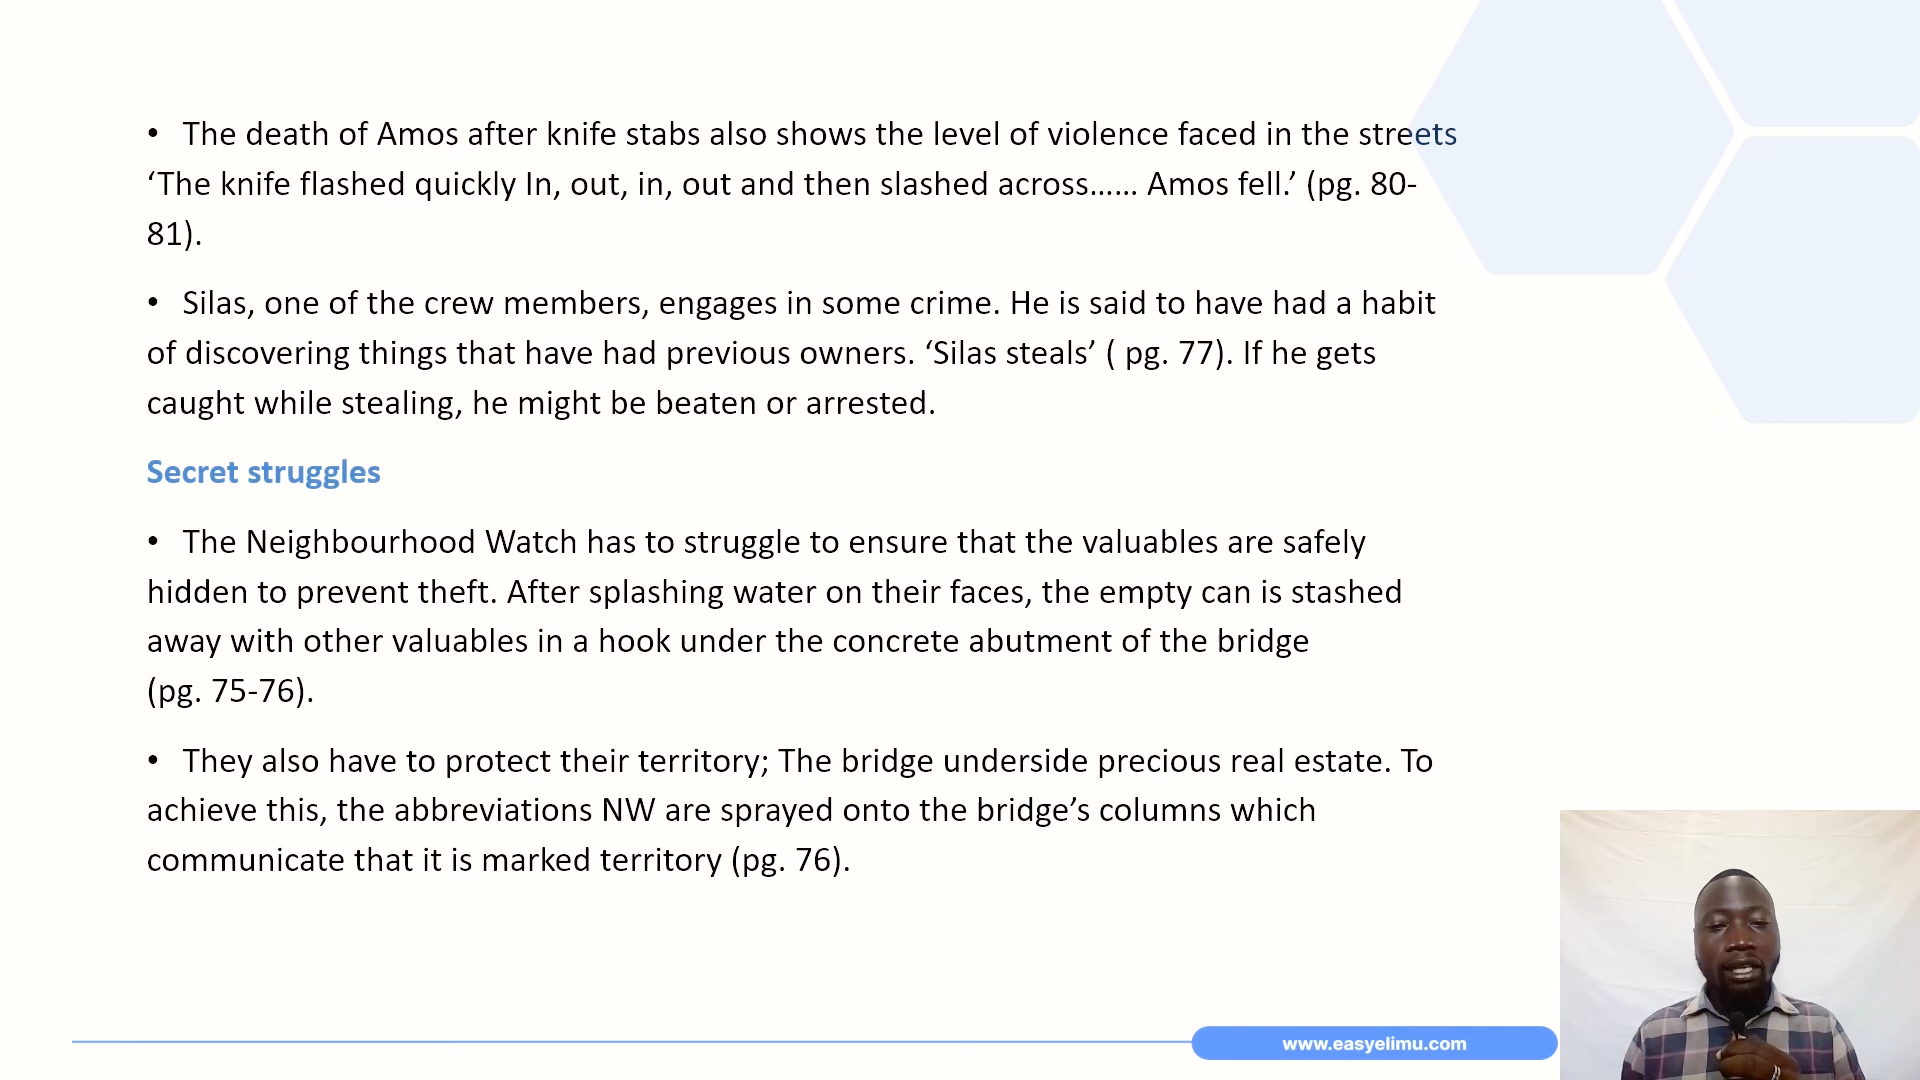 • The death of Amos after knife stabs also shows the level of violence faced in the streets
‘The knife flashed quickly In, out, in, out and then slashed across…… Amos fell.’ (pg. 80-
81).
• Silas, one of the crew members, engages in some crime. He is said to have had a habit
of discovering things that have had previous owners. ‘Silas steals’ ( pg. 77). If he gets
caught while stealing, he might be beaten or arrested.
Secret struggles
• The Neighbourhood Watch has to struggle to ensure that the valuables are safely
hidden to prevent theft. After splashing water on their faces, the empty can is stashed
away with other valuables in a hook under the concrete abutment of the bridge
(pg. 75-76).
• They also have to protect their territory; The bridge underside precious real estate. To
achieve this, the abbreviations NW are sprayed onto the bridge’s columns which
communicate that it is marked territory (pg. 76).
www.easyelimu.com